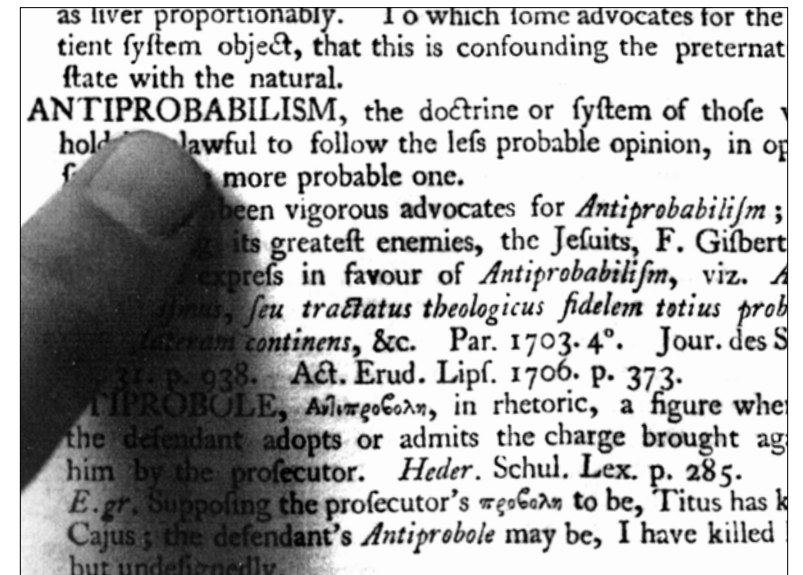 as liver proportionably. To which ſome advocates for the
tient ſyſtem object, that this is confounding the preternat
ſtate with the natural.
ANTIPROBABILISM, the doctrine or ſyſtem of thoſe
hold lawful to follow the leſs probable opinion, in op
more probable one.
been vigorous advocates for Antiprobabiliſm ;
its greateſt enemies, the Jeſuits, F. Giſbert
expreſs in favour of Antiprobabiliſm, viz. A
ſeu tractatus theologicus fidelem totius prob
continens, &c. Par. 1703. 4°. Jour. des S
31. p. 938. Act. Erud. Lipſ. 1706. p. 373.
TIPROBOLE, Αντιπροβολη, in rhetoric, a figure whe
the defendant adopts or admits the charge brought ag
him by the proſecutor. Heder. Schul. Lex. p. 285.
E. gr. Suppoſing the proſecutor's προβολη to be, Titus has k
Cajus ; the defendant's Antiprobole may be, I have killed
but undeſignedly.